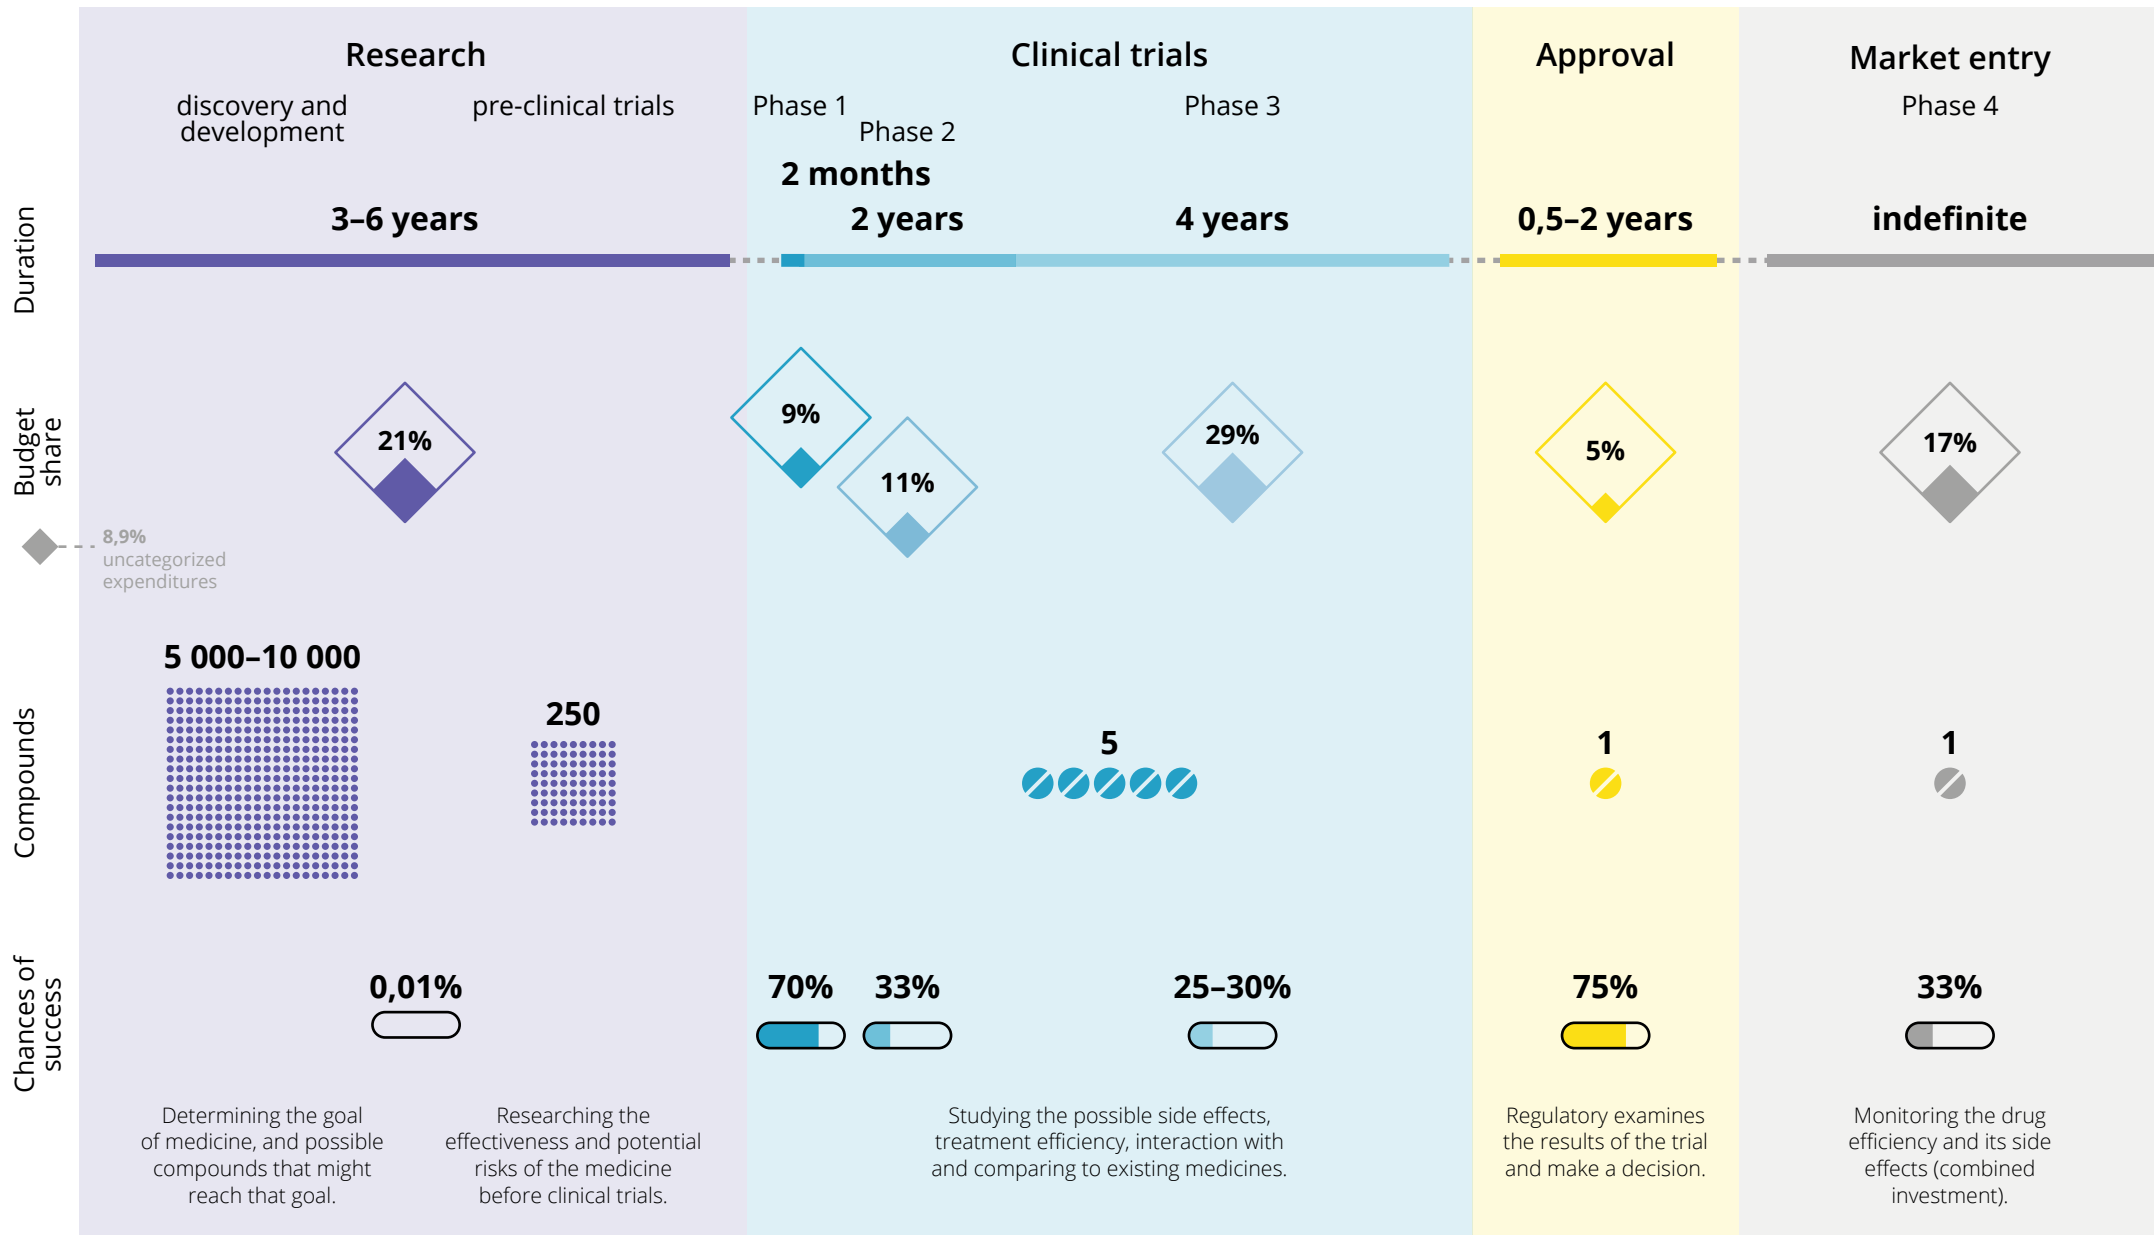 Research
Clinical trials
Approval
Market entry
discovery and
development
pre-clinical trials
Phase 1
Phase 2
Phase 3
Phase 4
Duration
3–6 years
2 months
2 years
4 years
0,5–2 years
indefinite
Budget
share
21%
9%
11%
29%
5%
17%
8,9%
uncategorized
expenditures
Compounds
5 000–10 000
250
5
1
1
Chances of
success
0,01%
70%
33%
25–30%
75%
33%
Determining the goal
of medicine, and possible
compounds that might
reach that goal.
Researching the
effectiveness and potential
risks of the medicine
before clinical trials.
Studying the possible side effects,
treatment efficiency, interaction with
and comparing to existing medicines.
Regulatory examines
the results of the trial
and make a decision.
Monitoring the drug
efficiency and its side
effects (combined
investment).